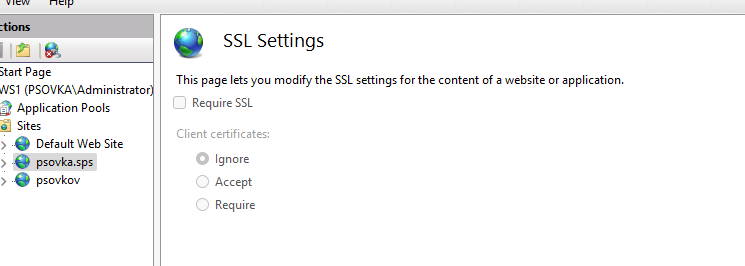 View Help
ctions
SSL Settings
This page lets you modify the SSL settings for the content of a website or application.
Start Page
WS1 (PSOVKA\Administrator)
Application Pools
Sites
Default Web Site
psovka.sps
psovkov
Require SSL
Client certificates:
Ignore
Accept
Require